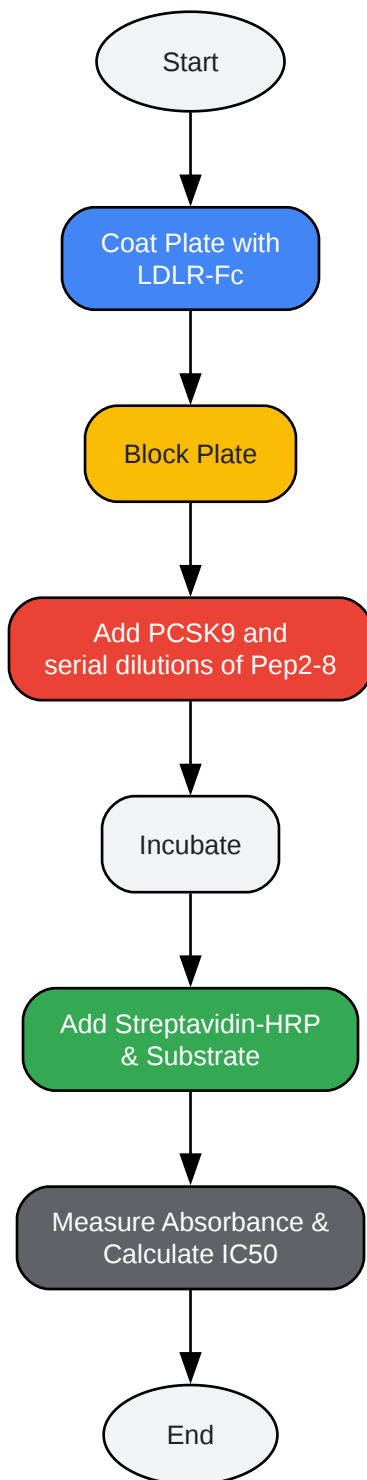 Start
Coat Plate with
LDLR-Fc
Block Plate
Add PCSK9 and
serial dilutions of Pep2-8
Incubate
Add Streptavidin-HRP
& Substrate
Measure Absorbance &
Calculate IC50
End